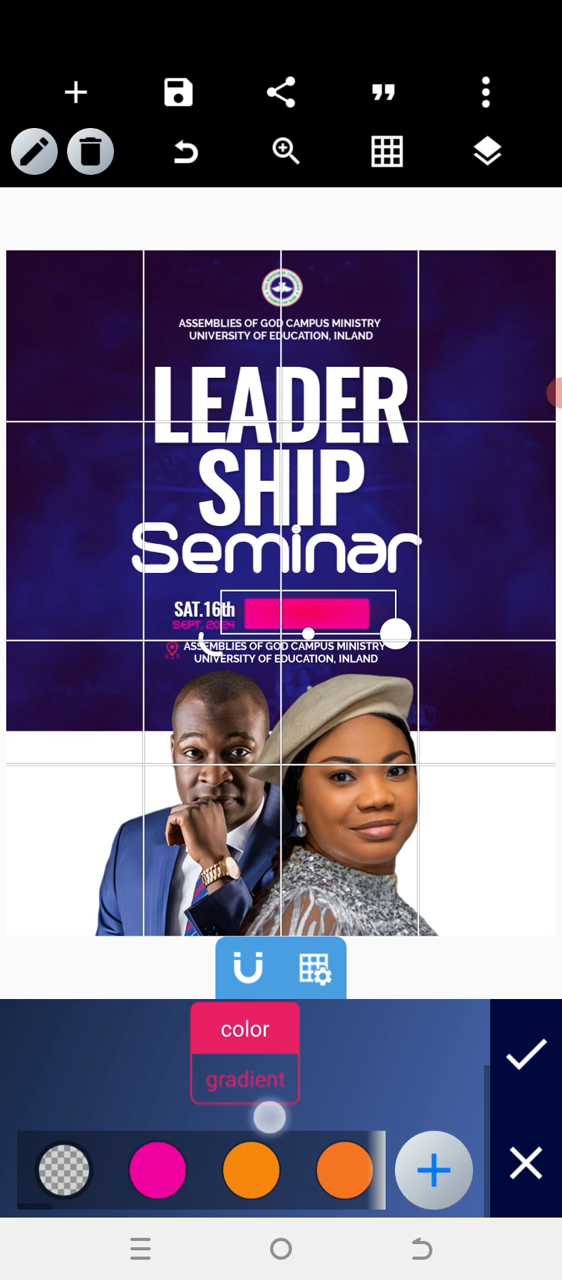 ASSEMBLIES OF GOD CAMPUS MINISTRY
UNIVERSITY OF EDUCATION, INLAND
LEADER
SHIP
Seminar
SAT.16th
SEPT. 2024
ASSEMBLIES OF GOD CAMPUS MINISTRY
UNIVERSITY OF EDUCATION, INLAND
color
gradient